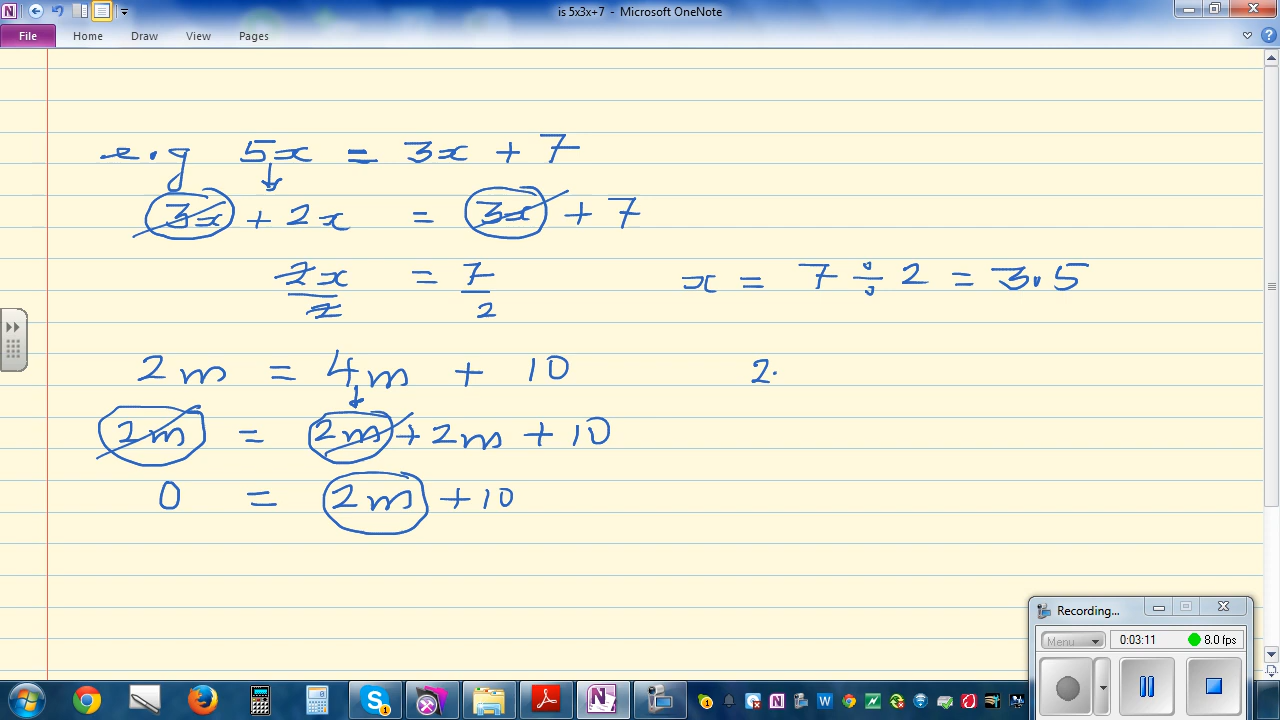 is 5x3x+7 - Microsoft OneNote
File Home Draw View Pages
e.g 5x = 3x + 7
3x + 2x = 3x + 7
2x/2 = 7/2 x = 7 ÷ 2 = 3.5
2m = 4m + 10 2.
2m = 2m + 2m + 10
0 = 2m + 10
Recording...
Menu 0:03:11 8.0 fps